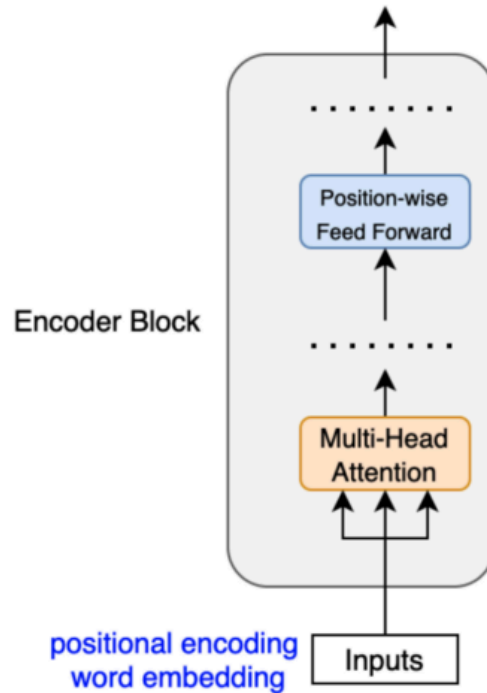 Position-wise
Feed Forward
Encoder Block
Multi-Head
Attention
positional encoding
word embedding
Inputs